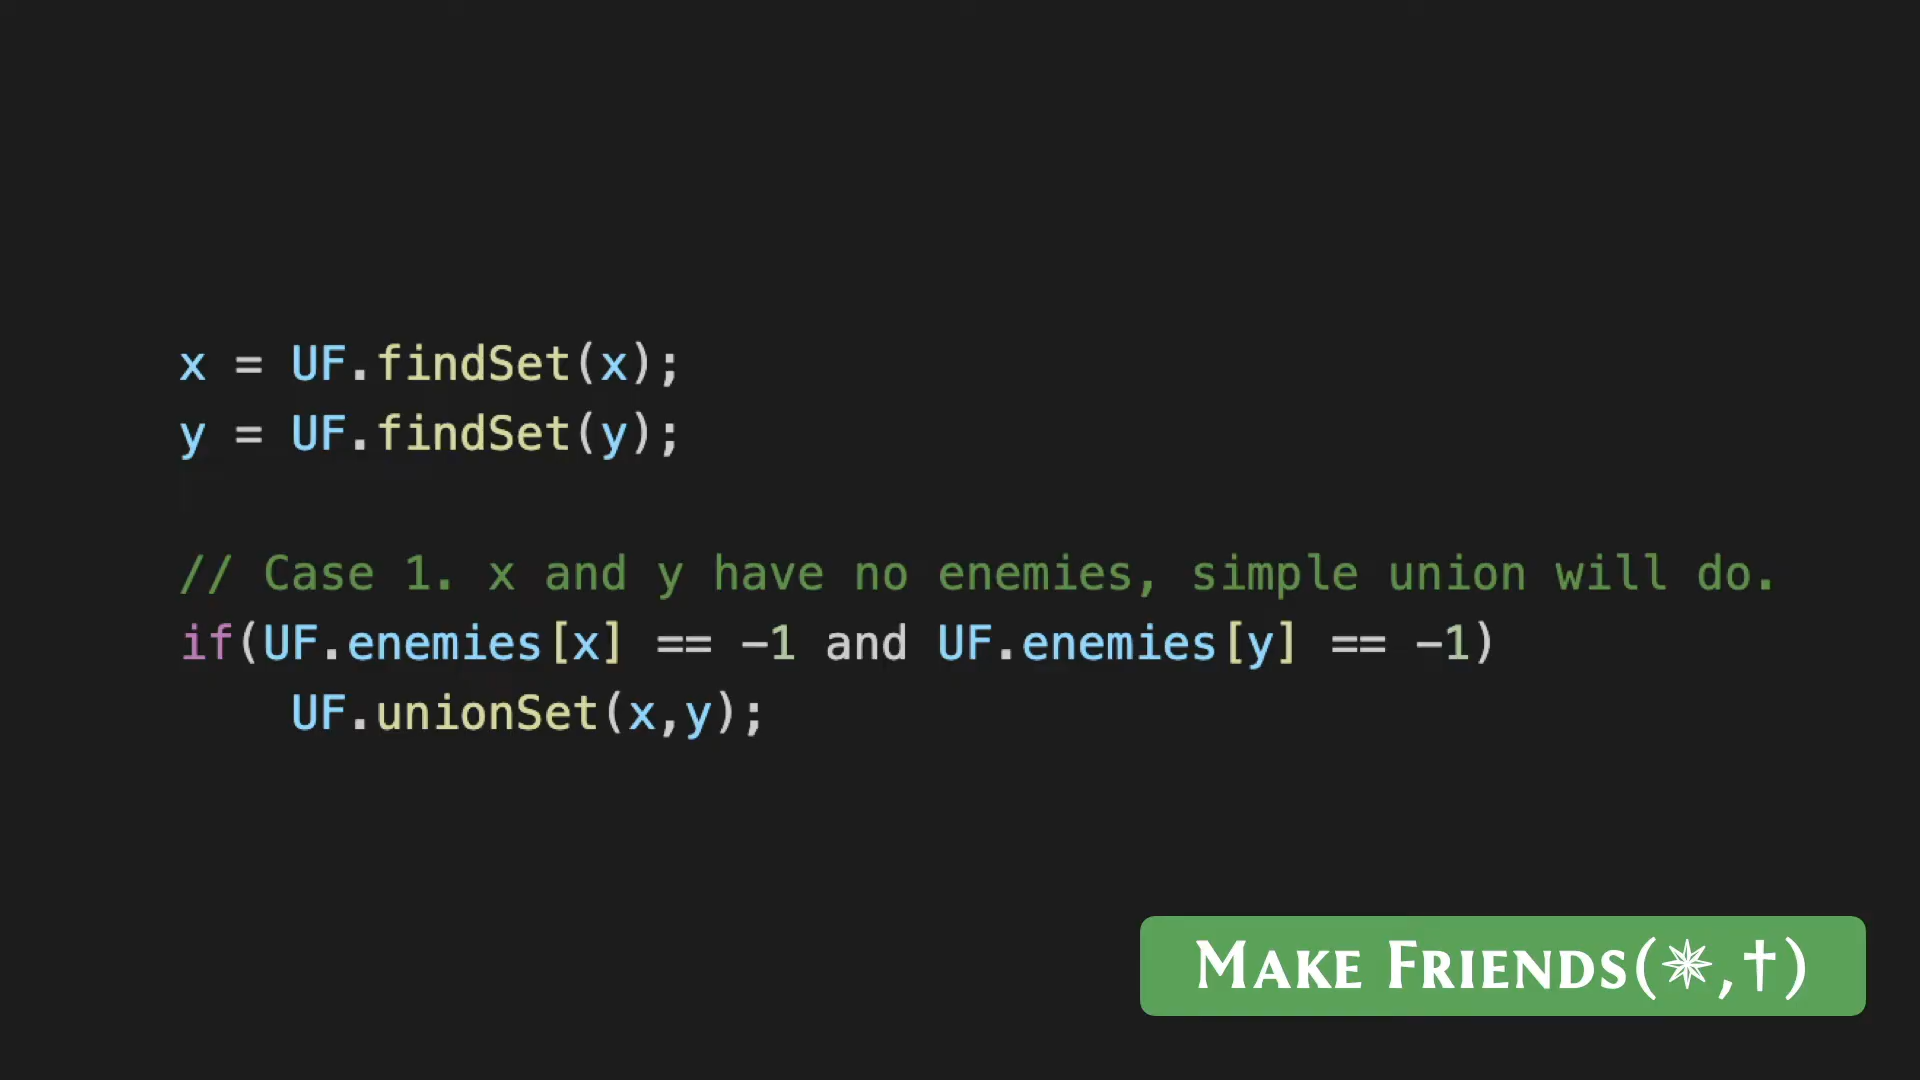 x = UF.findSet(x);
y = UF.findSet(y);
// Case 1. x and y have no enemies, simple union will do.
if(UF.enemies[x] == -1 and UF.enemies[y] == -1)
    UF.unionSet(x,y);
MAKE FRIENDS(✴,†)